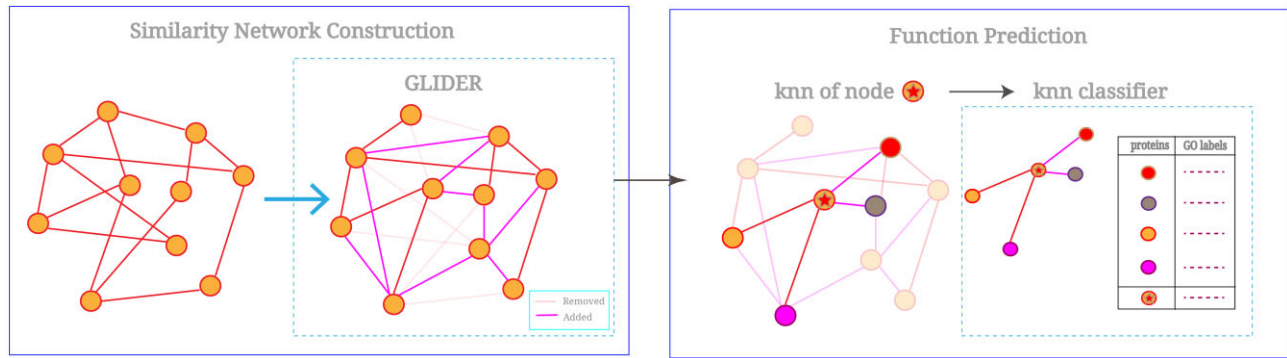 Similarity Network Construction
GLIDER
Removed
Added
Function Prediction
knn of node
knn classifier
proteins GO labels